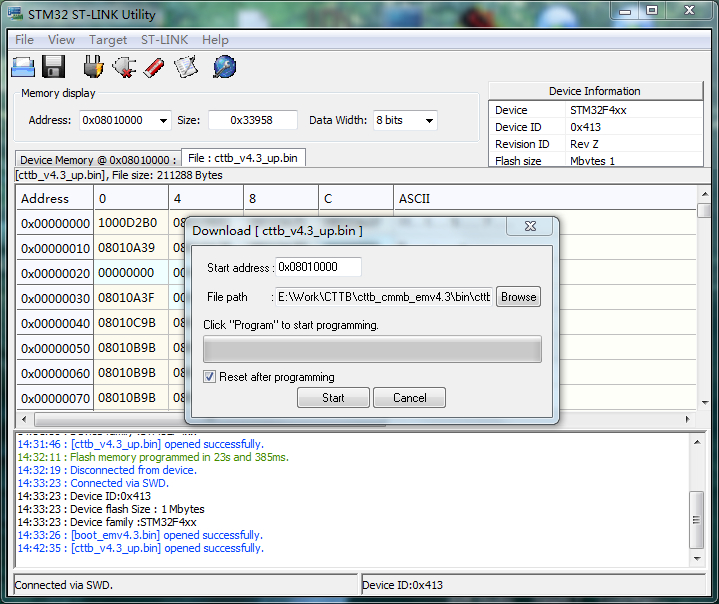 STM32 ST-LINK Utility
File View Target ST-LINK Help
Memory display
Address: 0x08010000 Size: 0x33958 Data Width: 8 bits
Device Information
Device STM32F4xx
Device ID 0x413
Revision ID Rev Z
Flash size Mbytes 1
Device Memory @ 0x08010000 : File : cttb_v4.3_up.bin
[cttb_v4.3_up.bin], File size: 211288 Bytes
Address 0 4 8 C ASCII
0x00000000 1000D2B0 08
0x00000010 08010A39 08
0x00000020 00000000 00
0x00000030 08010A3F 08
0x00000040 08010C9B 08
0x00000050 08010B9B 08
0x00000060 08010B9B 08
0x00000070 08010B9B 08
Download [ cttb_v4.3_up.bin ]
Start address : 0x08010000
File path : E:\Work\CTTB\cttb_cmmb_emv4.3\bin\cttb Browse
Click "Program" to start programming.
Reset after programming
Start Cancel
14:31:46 : [cttb_v4.3_up.bin] opened successfully.
14:32:11 : Flash memory programmed in 23s and 385ms.
14:32:19 : Disconnected from device.
14:33:23 : Connected via SWD.
14:33:23 : Device ID:0x413
14:33:23 : Device flash Size : 1 Mbytes
14:33:23 : Device family :STM32F4xx
14:33:26 : [boot_emv4.3.bin] opened successfully.
14:42:35 : [cttb_v4.3_up.bin] opened successfully.
Connected via SWD. Device ID:0x413